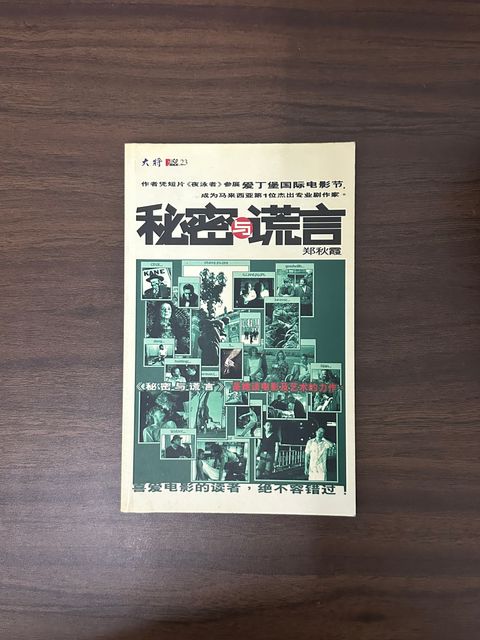 大将 23
作者凭短片《夜泳者》参展爱丁堡国际电影节，
成为马来西亚第1位杰出专业剧作家。
秘密与谎言
郑秋霞
KANE
《秘密与谎言》是解读电影及艺术的力作
喜爱电影的读者，绝不容错过！